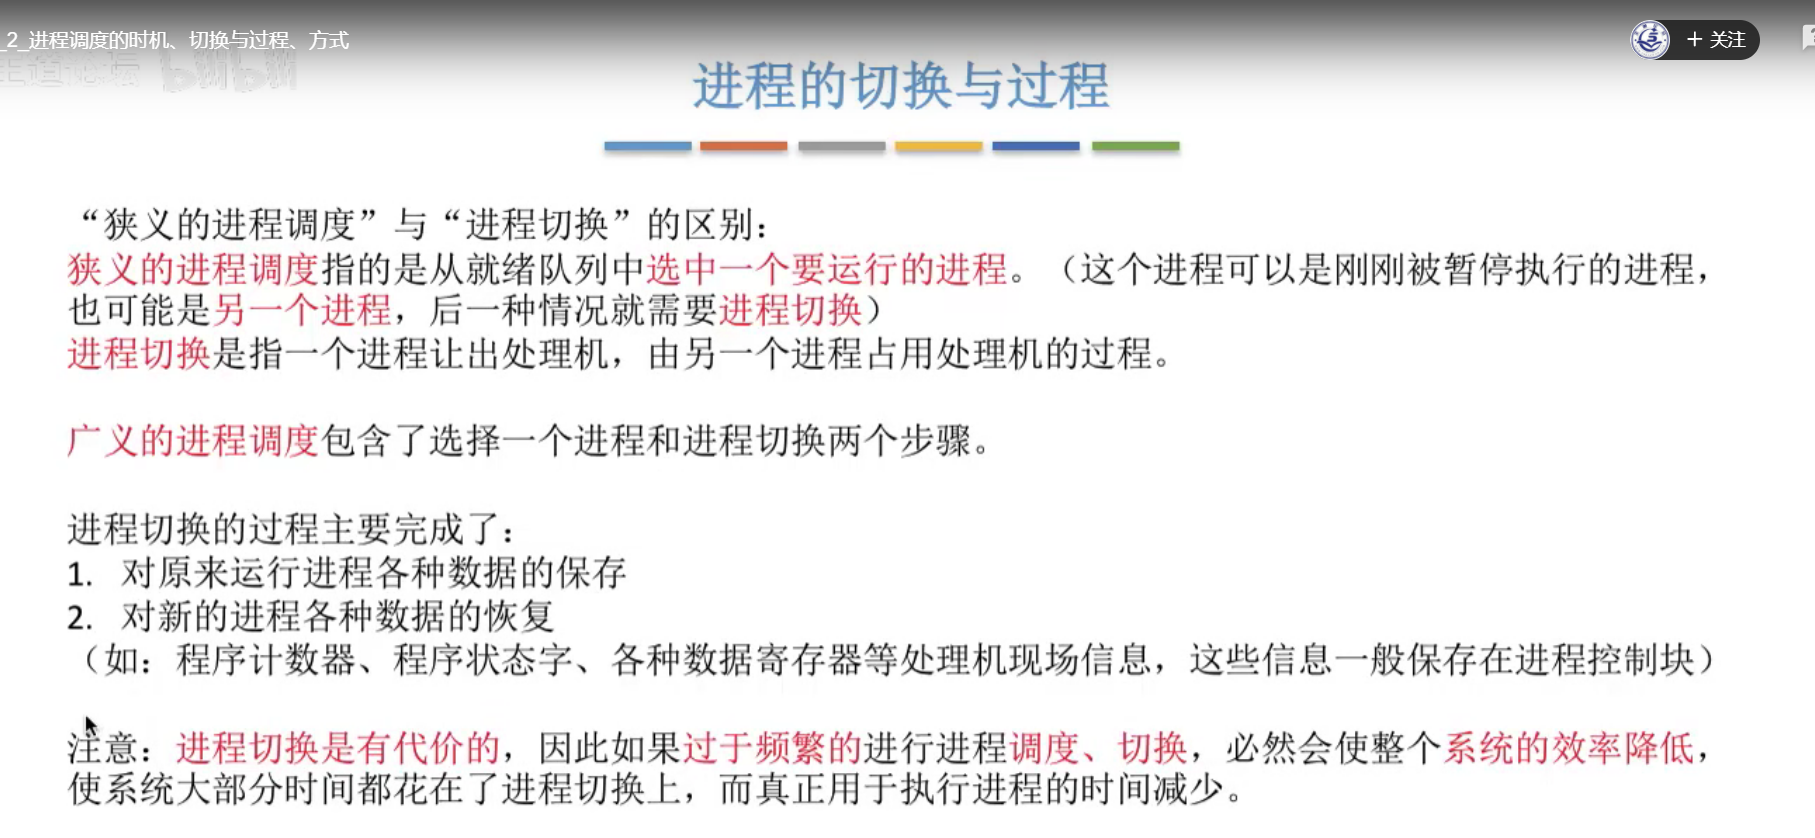 _2_进程调度的时机、切换与过程、方式
王道论坛 bilibili
+ 关注
进程的切换与过程
“狭义的进程调度”与“进程切换”的区别：
狭义的进程调度指的是从就绪队列中选中一个要运行的进程。（这个进程可以是刚刚被暂停执行的进程，
也可能是另一个进程，后一种情况就需要进程切换）
进程切换是指一个进程让出处理机，由另一个进程占用处理机的过程。
广义的进程调度包含了选择一个进程和进程切换两个步骤。
进程切换的过程主要完成了：
1. 对原来运行进程各种数据的保存
2. 对新的进程各种数据的恢复
（如：程序计数器、程序状态字、各种数据寄存器等处理机现场信息，这些信息一般保存在进程控制块）
注意：进程切换是有代价的，因此如果过于频繁的进行进程调度、切换，必然会使整个系统的效率降低，
使系统大部分时间都花在了进程切换上，而真正用于执行进程的时间减少。